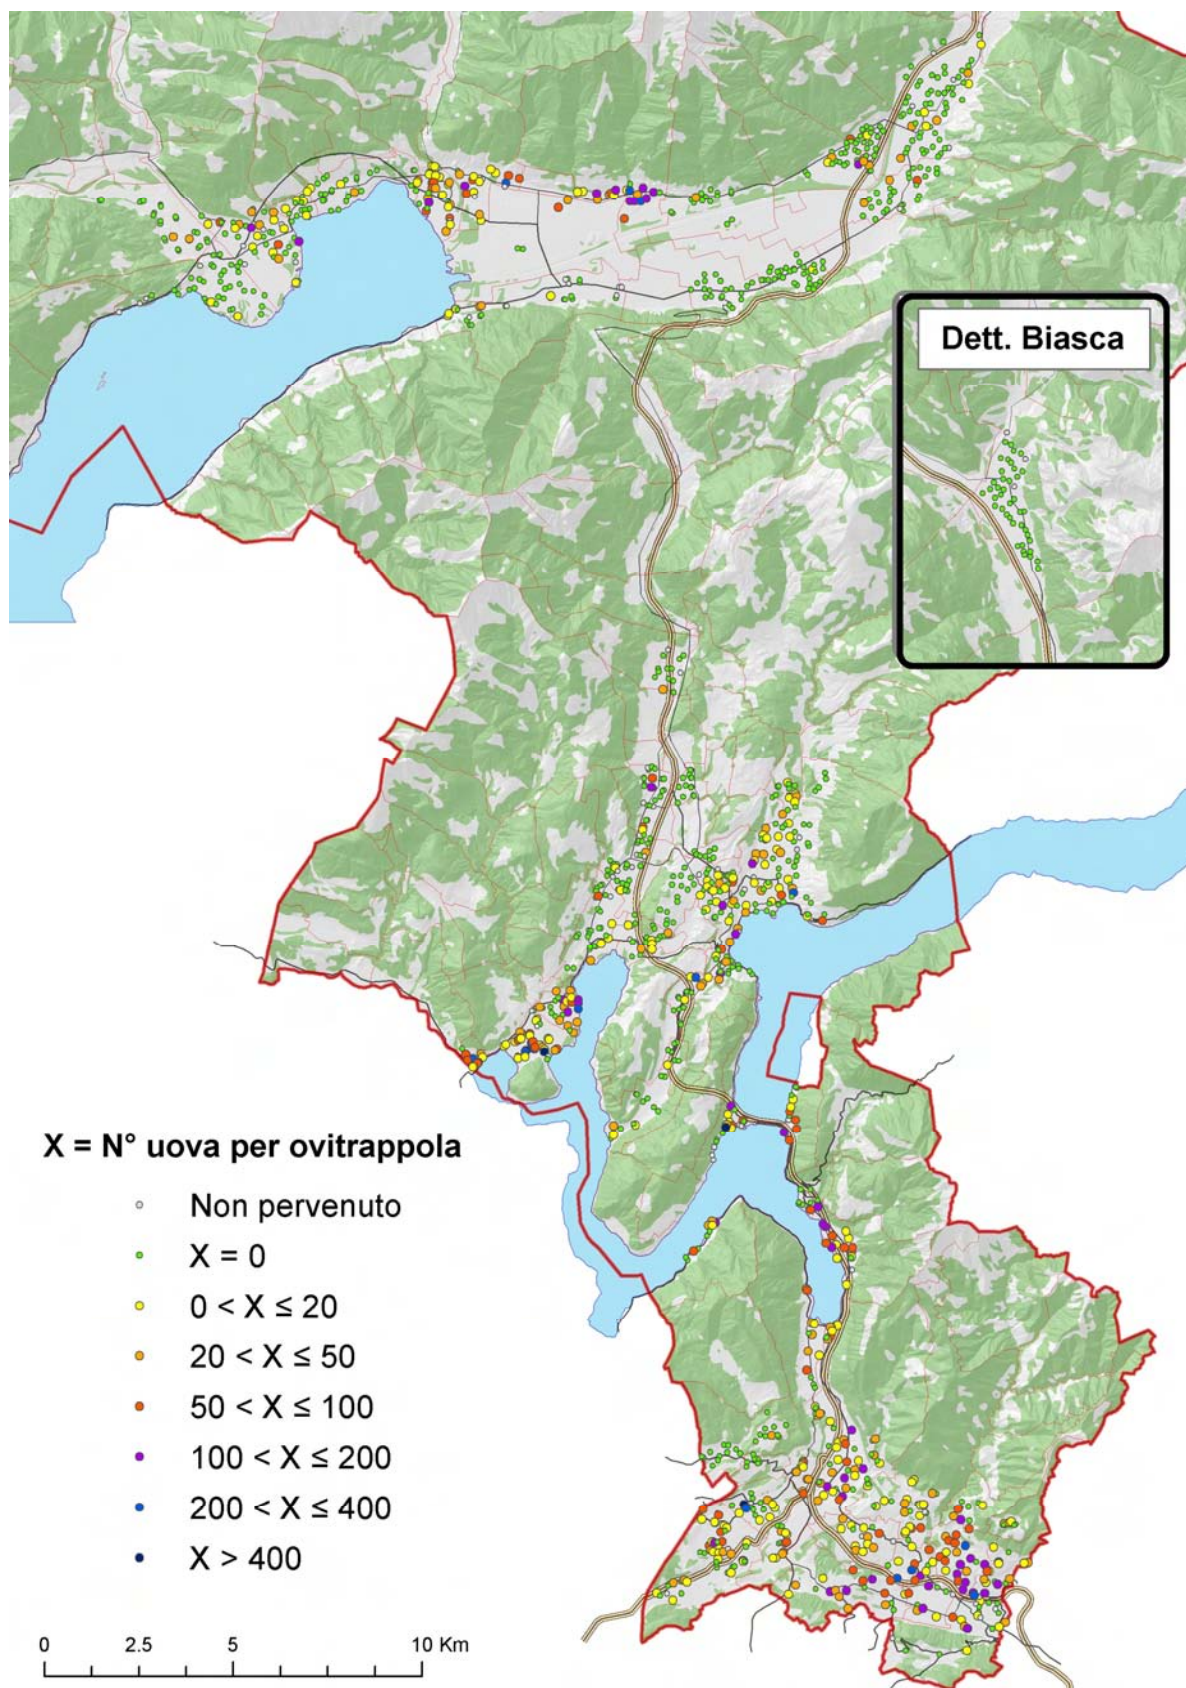 Dett. Biasca
X = N° uova per ovitrappola
Non pervenuto
X = 0
0 < X ≤ 20
20 < X ≤ 50
50 < X ≤ 100
100 < X ≤ 200
200 < X ≤ 400
X > 400
0 2.5 5 10 Km